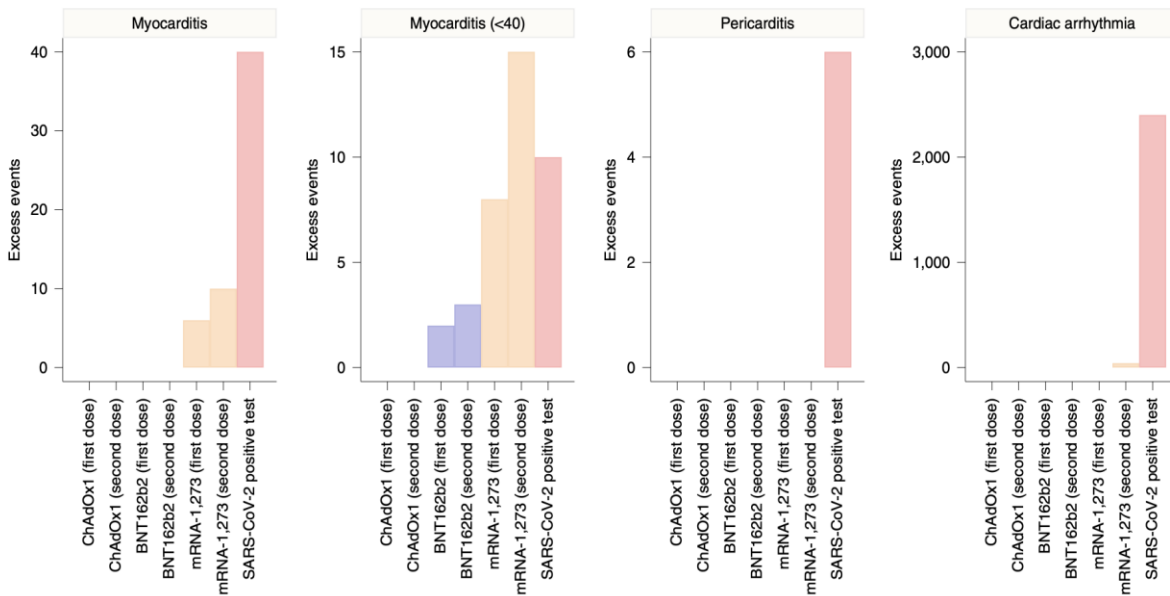 Myocarditis
Excess events
40
30
20
10
0
ChAdOx1 (first dose)
ChAdOx1 (second dose)
BNT162b2 (first dose)
BNT162b2 (second dose)
mRNA-1,273 (first dose)
mRNA-1,273 (second dose)
SARS-CoV-2 positive test
Myocarditis (<40)
Excess events
15
10
5
0
ChAdOx1 (first dose)
ChAdOx1 (second dose)
BNT162b2 (first dose)
BNT162b2 (second dose)
mRNA-1,273 (first dose)
mRNA-1,273 (second dose)
SARS-CoV-2 positive test
Pericarditis
Excess events
6
4
2
0
ChAdOx1 (first dose)
ChAdOx1 (second dose)
BNT162b2 (first dose)
BNT162b2 (second dose)
mRNA-1,273 (first dose)
mRNA-1,273 (second dose)
SARS-CoV-2 positive test
Cardiac arrhythmia
Excess events
3,000
2,000
1,000
0
ChAdOx1 (first dose)
ChAdOx1 (second dose)
BNT162b2 (first dose)
BNT162b2 (second dose)
mRNA-1,273 (first dose)
mRNA-1,273 (second dose)
SARS-CoV-2 positive test